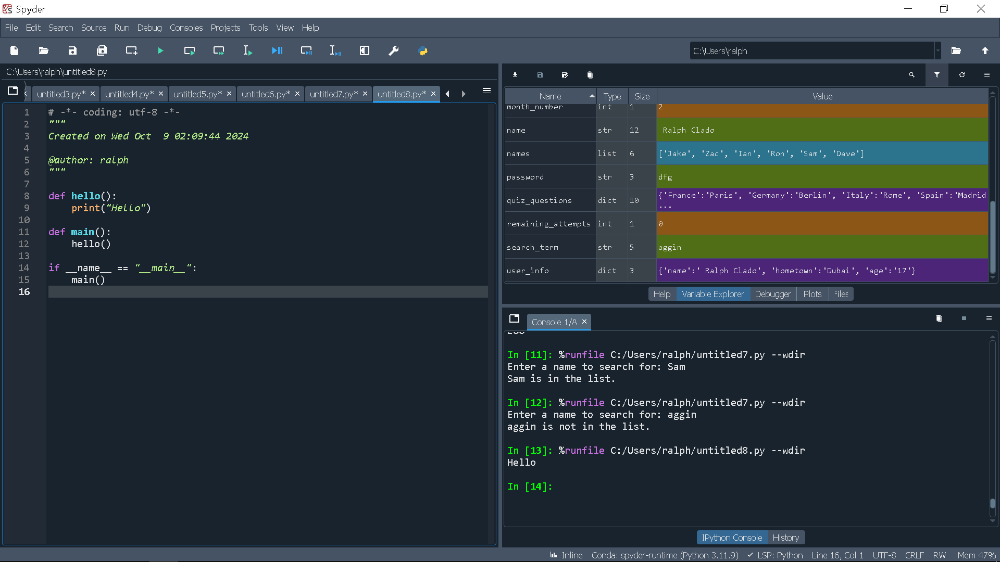 Spyder
File Edit Search Source Run Debug Consoles Projects Tools View Help
C:\Users\ralph
C:\Users\ralph\untitled8.py
untitled3.py* untitled4.py* untitled5.py* untitled6.py* untitled7.py* untitled8.py*
1 # -*- coding: utf-8 -*-
2 """
3 Created on Wed Oct  9 02:09:44 2024
4
5 @author: ralph
6 """
7
8 def hello():
9     print("Hello")
10
11 def main():
12     hello()
13
14 if __name__ == "__main__":
15     main()
16
Name Type Size Value
month_number int 1 2
name str 12  Ralph Clado
names list 6 ['Jake', 'Zac', 'Ian', 'Ron', 'Sam', 'Dave']
password str 3 dfg
quiz_questions dict 10 {'France':'Paris', 'Germany':'Berlin', 'Italy':'Rome', 'Spain':'Madrid
...
remaining_attempts int 1 0
search_term str 5 aggin
user_info dict 3 {'name':' Ralph Clado', 'hometown':'Dubai', 'age':'17'}
Help Variable Explorer Debugger Plots Files
Console 1/A
In [11]: %runfile C:/Users/ralph/untitled7.py --wdir
Enter a name to search for: Sam
Sam is in the list.
In [12]: %runfile C:/Users/ralph/untitled7.py --wdir
Enter a name to search for: aggin
aggin is not in the list.
In [13]: %runfile C:/Users/ralph/untitled8.py --wdir
Hello
In [14]:
IPython Console History
Inline Conda: spyder-runtime (Python 3.11.9) LSP: Python Line 16, Col 1 UTF-8 CRLF RW Mem 47%